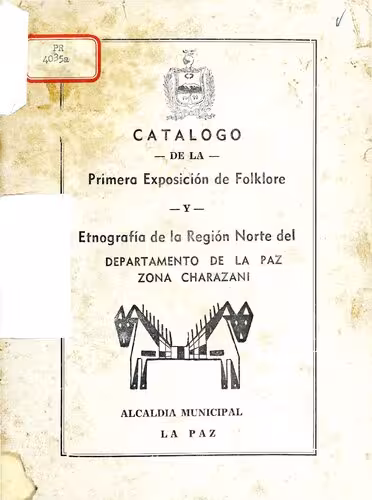 PR
4035a
CATALOGO
— DE LA —
Primera Exposición de Folklore
— Y —
Etnografía de la Región Norte del
DEPARTAMENTO DE LA PAZ
ZONA CHARAZANI
ALCALDIA MUNICIPAL
LA PAZ